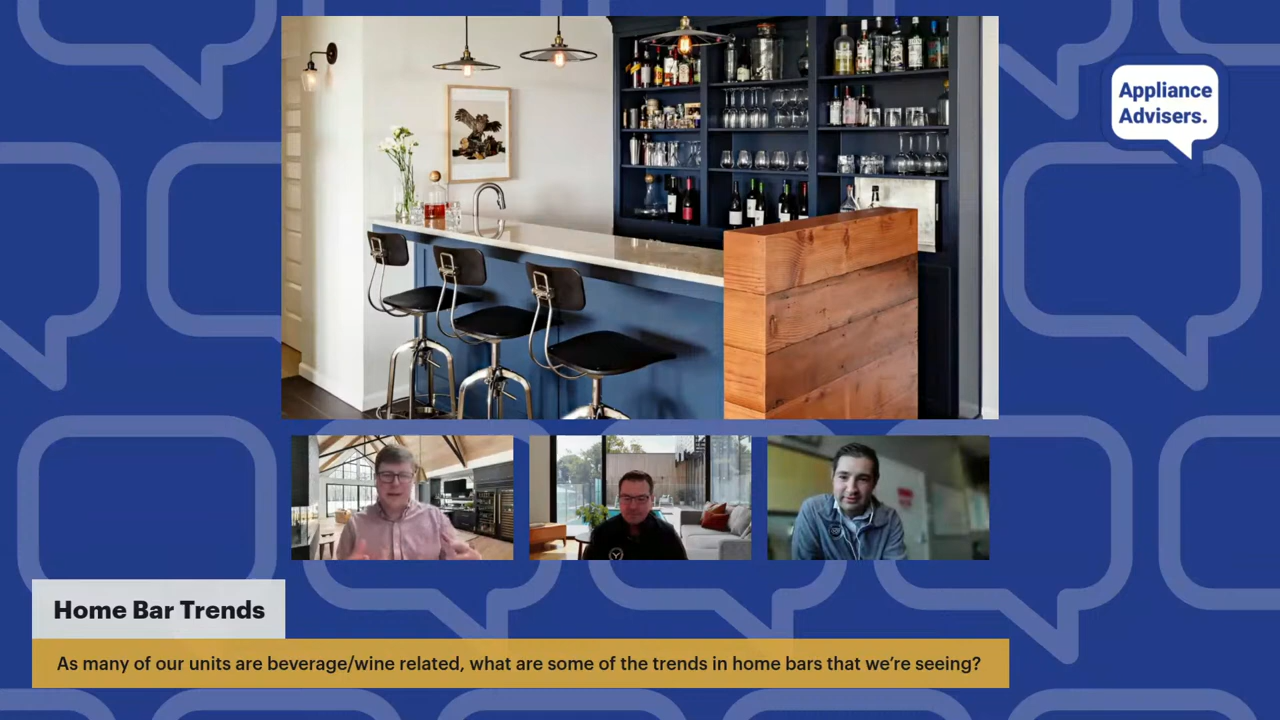 Appliance
Advisers.
Home Bar Trends
As many of our units are beverage/wine related, what are some of the trends in home bars that we're seeing?